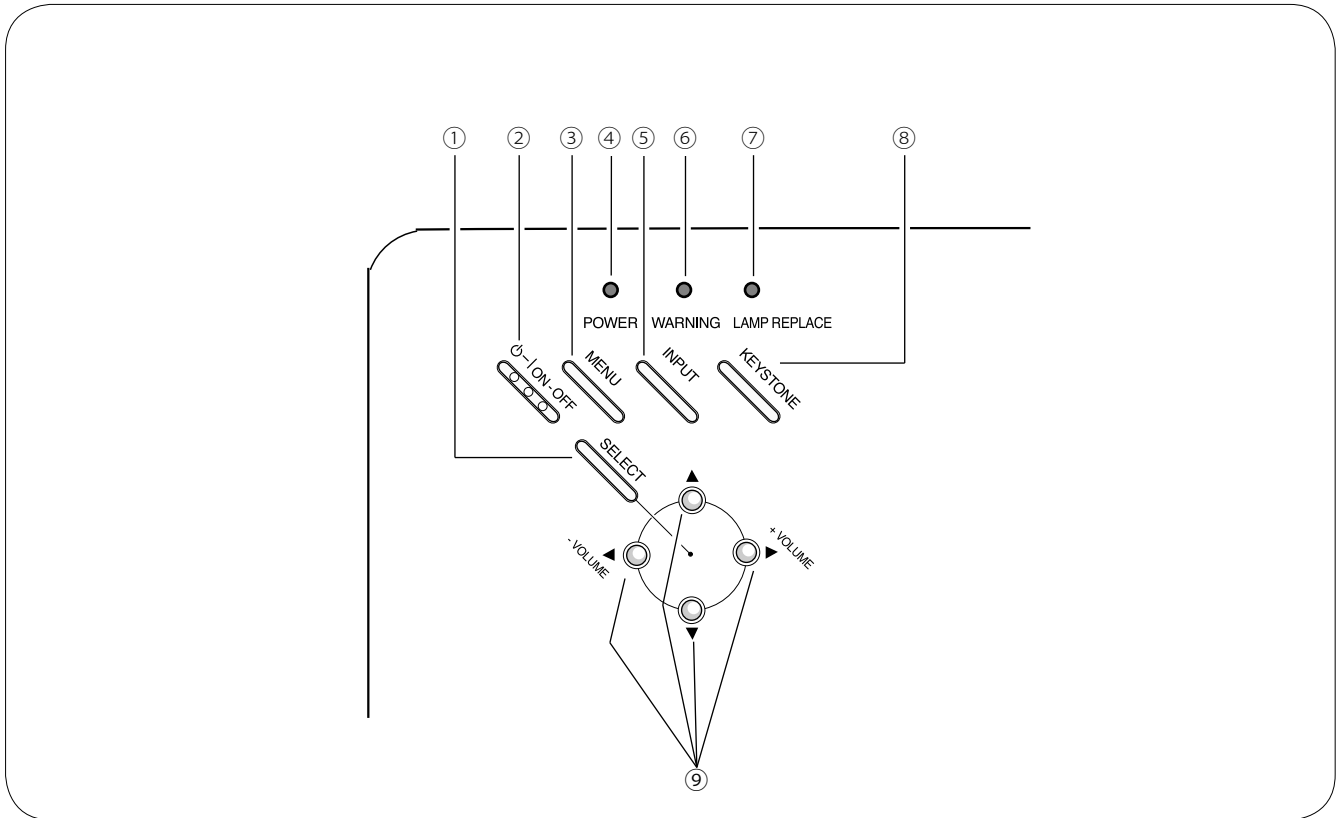 ① ② ③ ④ ⑤ ⑥ ⑦ ⑧
POWER WARNING LAMP REPLACE
⏻–| ON-OFF
MENU
INPUT
KEYSTONE
SELECT
▲
- VOLUME ◀
▶ + VOLUME
▼
⑨